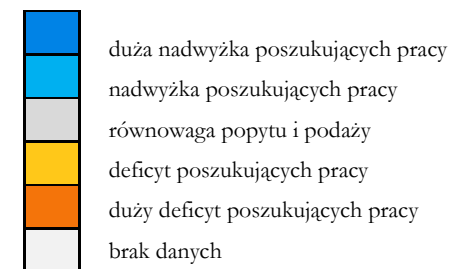 duża nadwyżka poszukujących pracy
nadwyżka poszukujących pracy
równowaga popytu i podaży
deficyt poszukujących pracy
duży deficyt poszukujących pracy
brak danych